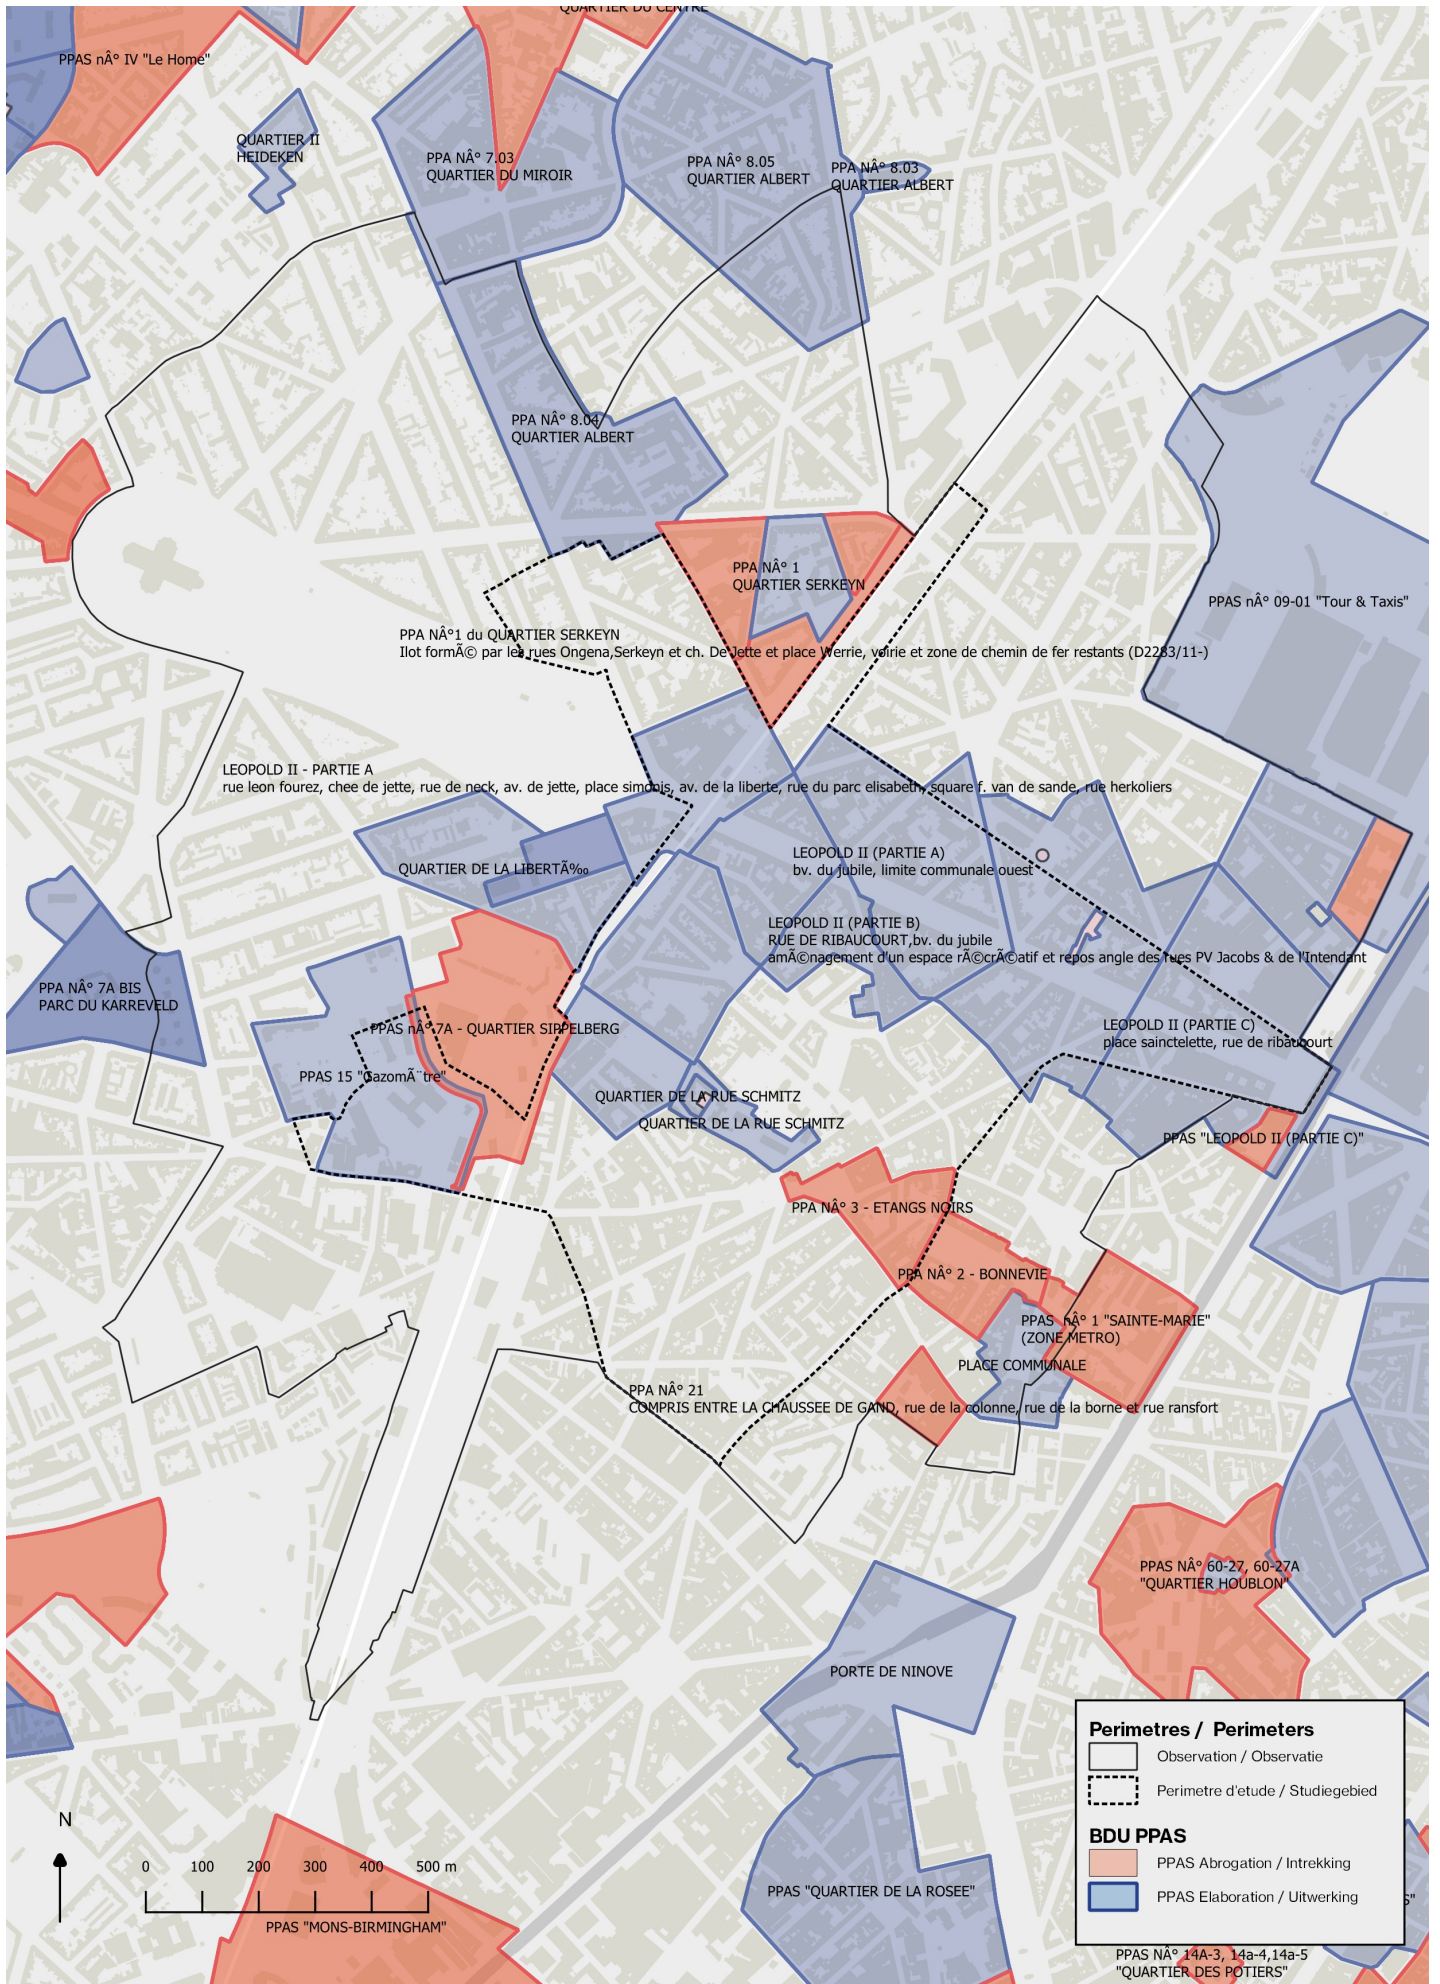 QUARTIER DU CENTRE
PPAS nÂ° IV "Le Home"
QUARTIER II
HEIDEKEN
PPA NÂ° 7.03
QUARTIER DU MIROIR
PPA NÂ° 8.05
QUARTIER ALBERT
PPA NÂ° 8.03
QUARTIER ALBERT
PPA NÂ° 8.04
QUARTIER ALBERT
PPA NÂ° 1
QUARTIER SERKEYN
PPAS nÂ° 09-01 "Tour & Taxis"
PPA NÂ°1 du QUARTIER SERKEYN
Ilot formÃ© par les rues Ongena,Serkeyn et ch. De Jette et place Werrie, voirie et zone de chemin de fer restants (D2283/11-)
LEOPOLD II - PARTIE A
rue leon fourez, chee de jette, rue de neck, av. de jette, place simonis, av. de la liberte, rue du parc elisabeth, square f. van de sande, rue herkoliers
LEOPOLD II (PARTIE A)
bv. du jubile, limite communale ouest
QUARTIER DE LA LIBERTÃ‰
LEOPOLD II (PARTIE B)
RUE DE RIBAUCOURT,bv. du jubile
amÃ©nagement d'un espace rÃ©crÃ©atif et repos angle des rues PV Jacobs & de l'Intendant
PPA NÂ° 7A BIS
PARC DU KARREVELD
PPAS nÂ° 7A - QUARTIER SIPPELBERG
LEOPOLD II (PARTIE C)
place sainctelette, rue de ribaucourt
PPAS 15 "GazomÃ¨tre"
QUARTIER DE LA RUE SCHMITZ
QUARTIER DE LA RUE SCHMITZ
PPAS "LEOPOLD II (PARTIE C)"
PPA NÂ° 3 - ETANGS NOIRS
PPA NÂ° 2 - BONNEVIE
PPAS nÂ° 1 "SAINTE-MARIE"
(ZONE METRO)
PLACE COMMUNALE
PPA NÂ° 21
COMPRIS ENTRE LA CHAUSSEE DE GAND, rue de la colonne, rue de la borne et rue ransfort
PPAS NÂ° 60-27, 60-27A
"QUARTIER HOUBLON"
PORTE DE NINOVE
PPAS "QUARTIER DE LA ROSEE"
Perimetres / Perimeters
Observation / Observatie
Perimetre d'etude / Studiegebied
BDU PPAS
PPAS Abrogation / Intrekking
PPAS Elaboration / Uitwerking
N
0 100 200 300 400 500 m
PPAS "MONS-BIRMINGHAM"
PPAS NÂ° 14A-3, 14a-4,14a-5
"QUARTIER DES POTIERS"